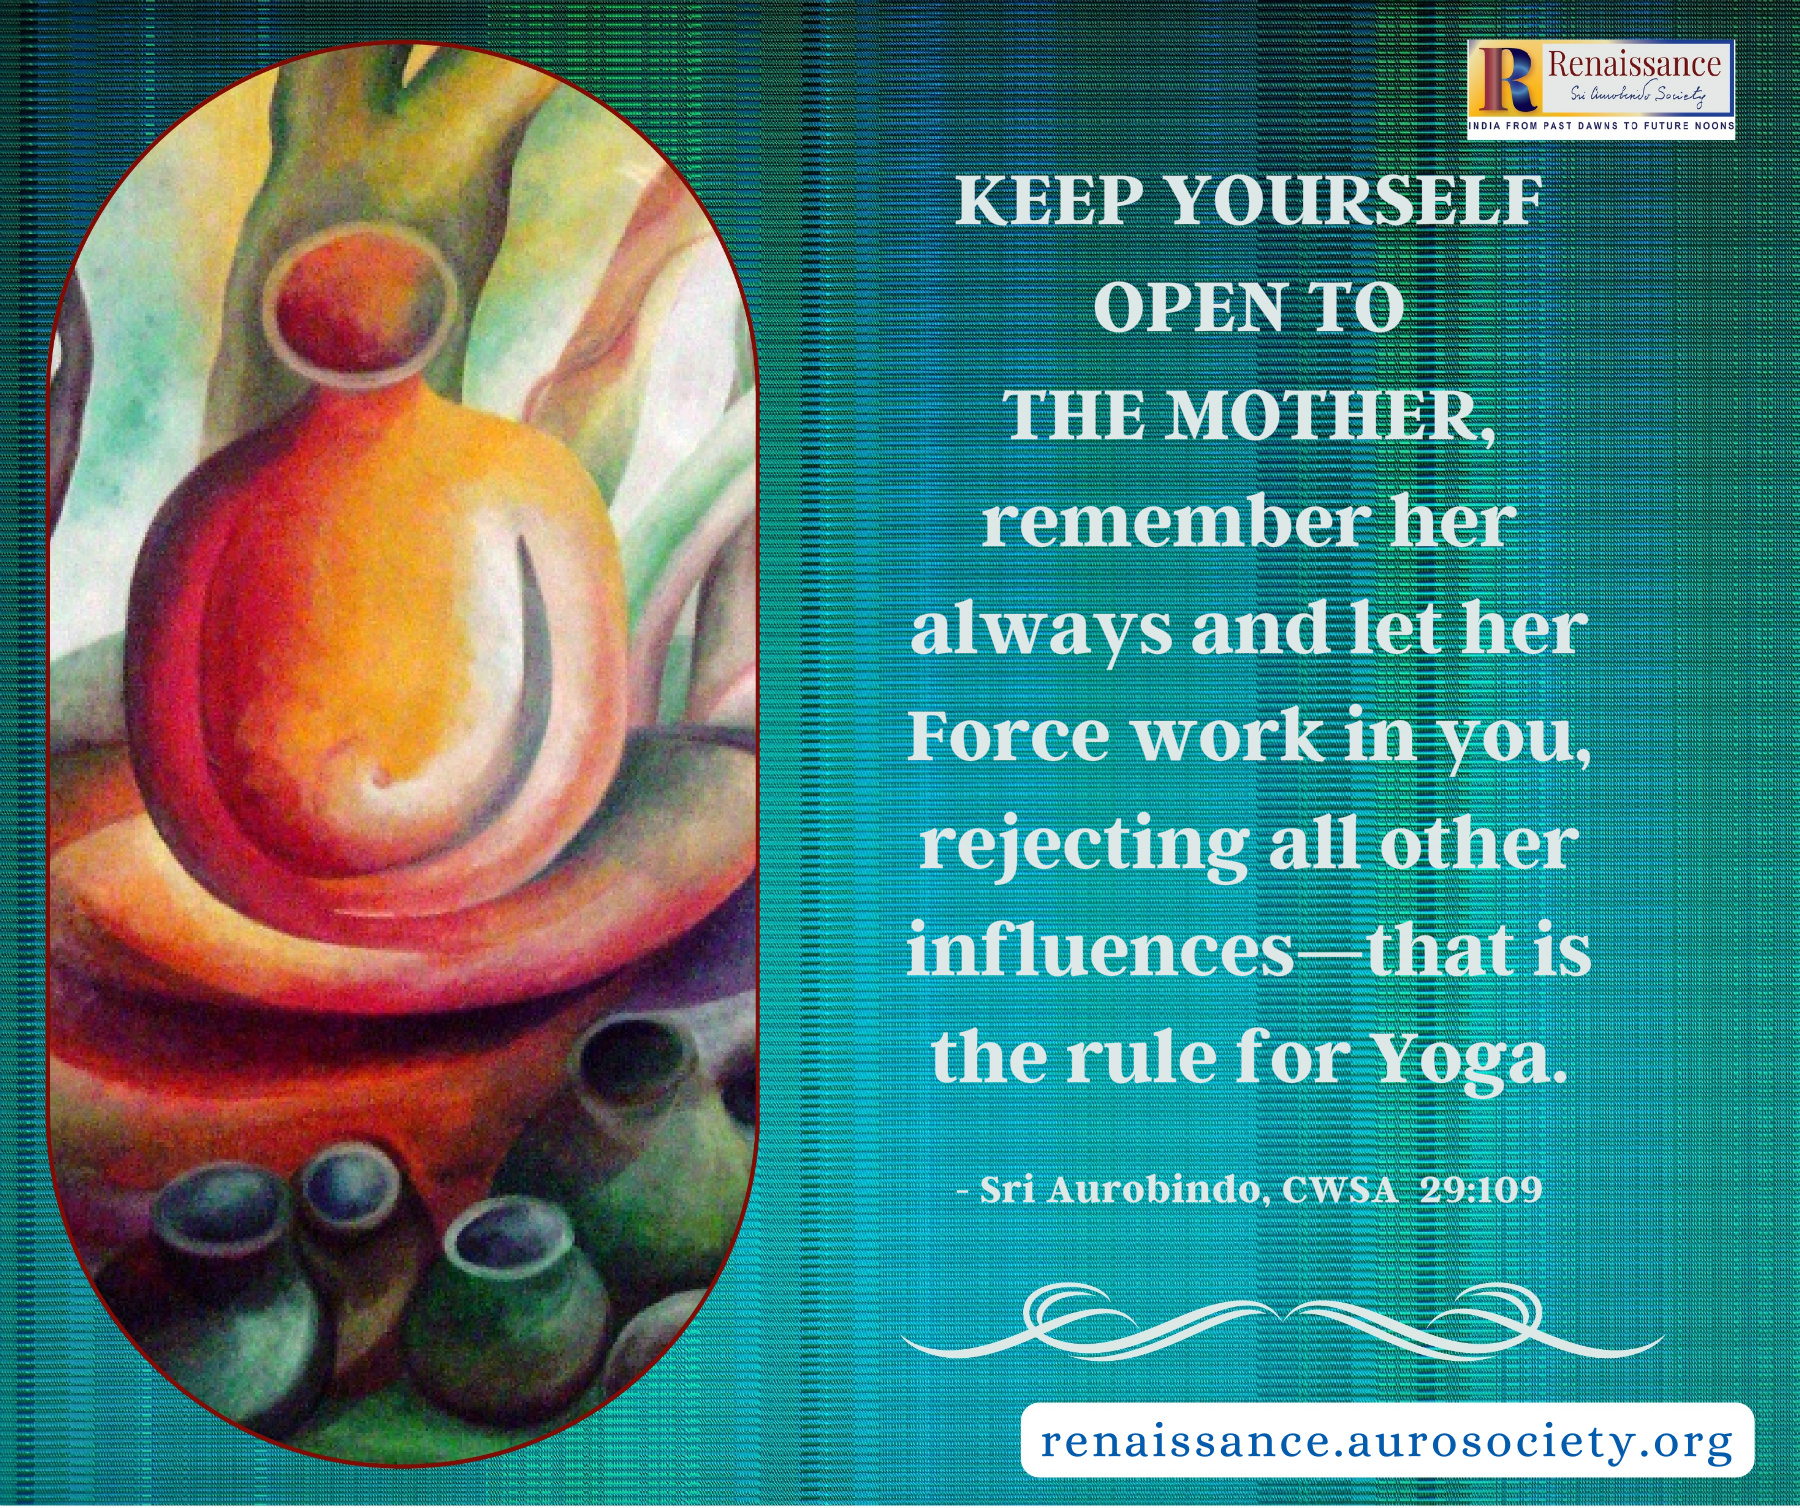 R Renaissance
Sri Aurobindo Society
INDIA FROM PAST DAWNS TO FUTURE NOONS
KEEP YOURSELF
OPEN TO
THE MOTHER,
remember her
always and let her
Force work in you,
rejecting all other
influences—that is
the rule for Yoga.
- Sri Aurobindo, CWSA 29:109
renaissance.aurosociety.org